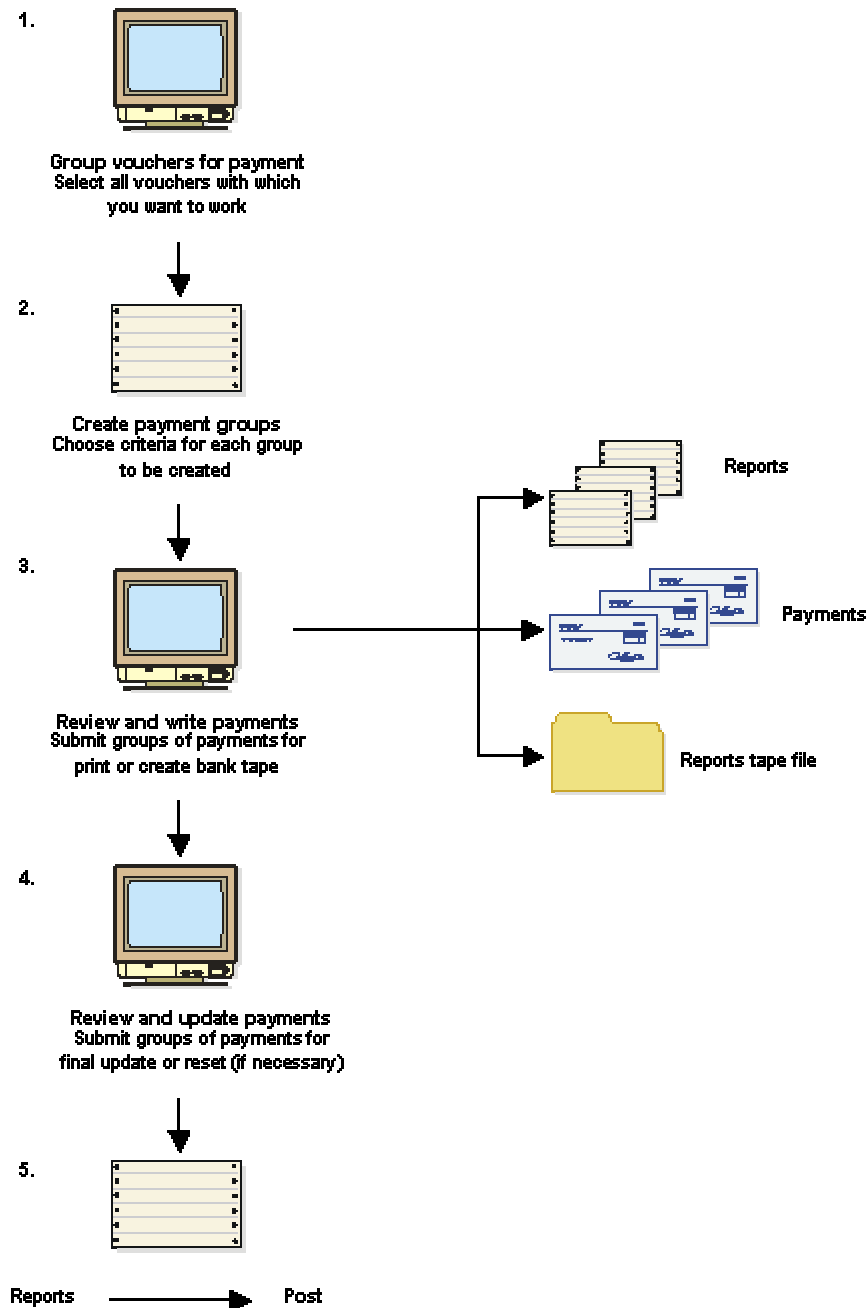 1.
Group vouchers for payment
Select all vouchers with which
you want to work
2.
Create payment groups
Choose criteria for each group
to be created
Reports
3.
Payments
Review and write payments
Submit groups of payments for
print or create bank tape
Reports tape file
4.
Review and update payments
Submit groups of payments for
final update or reset (if necessary)
5.
Reports
Post